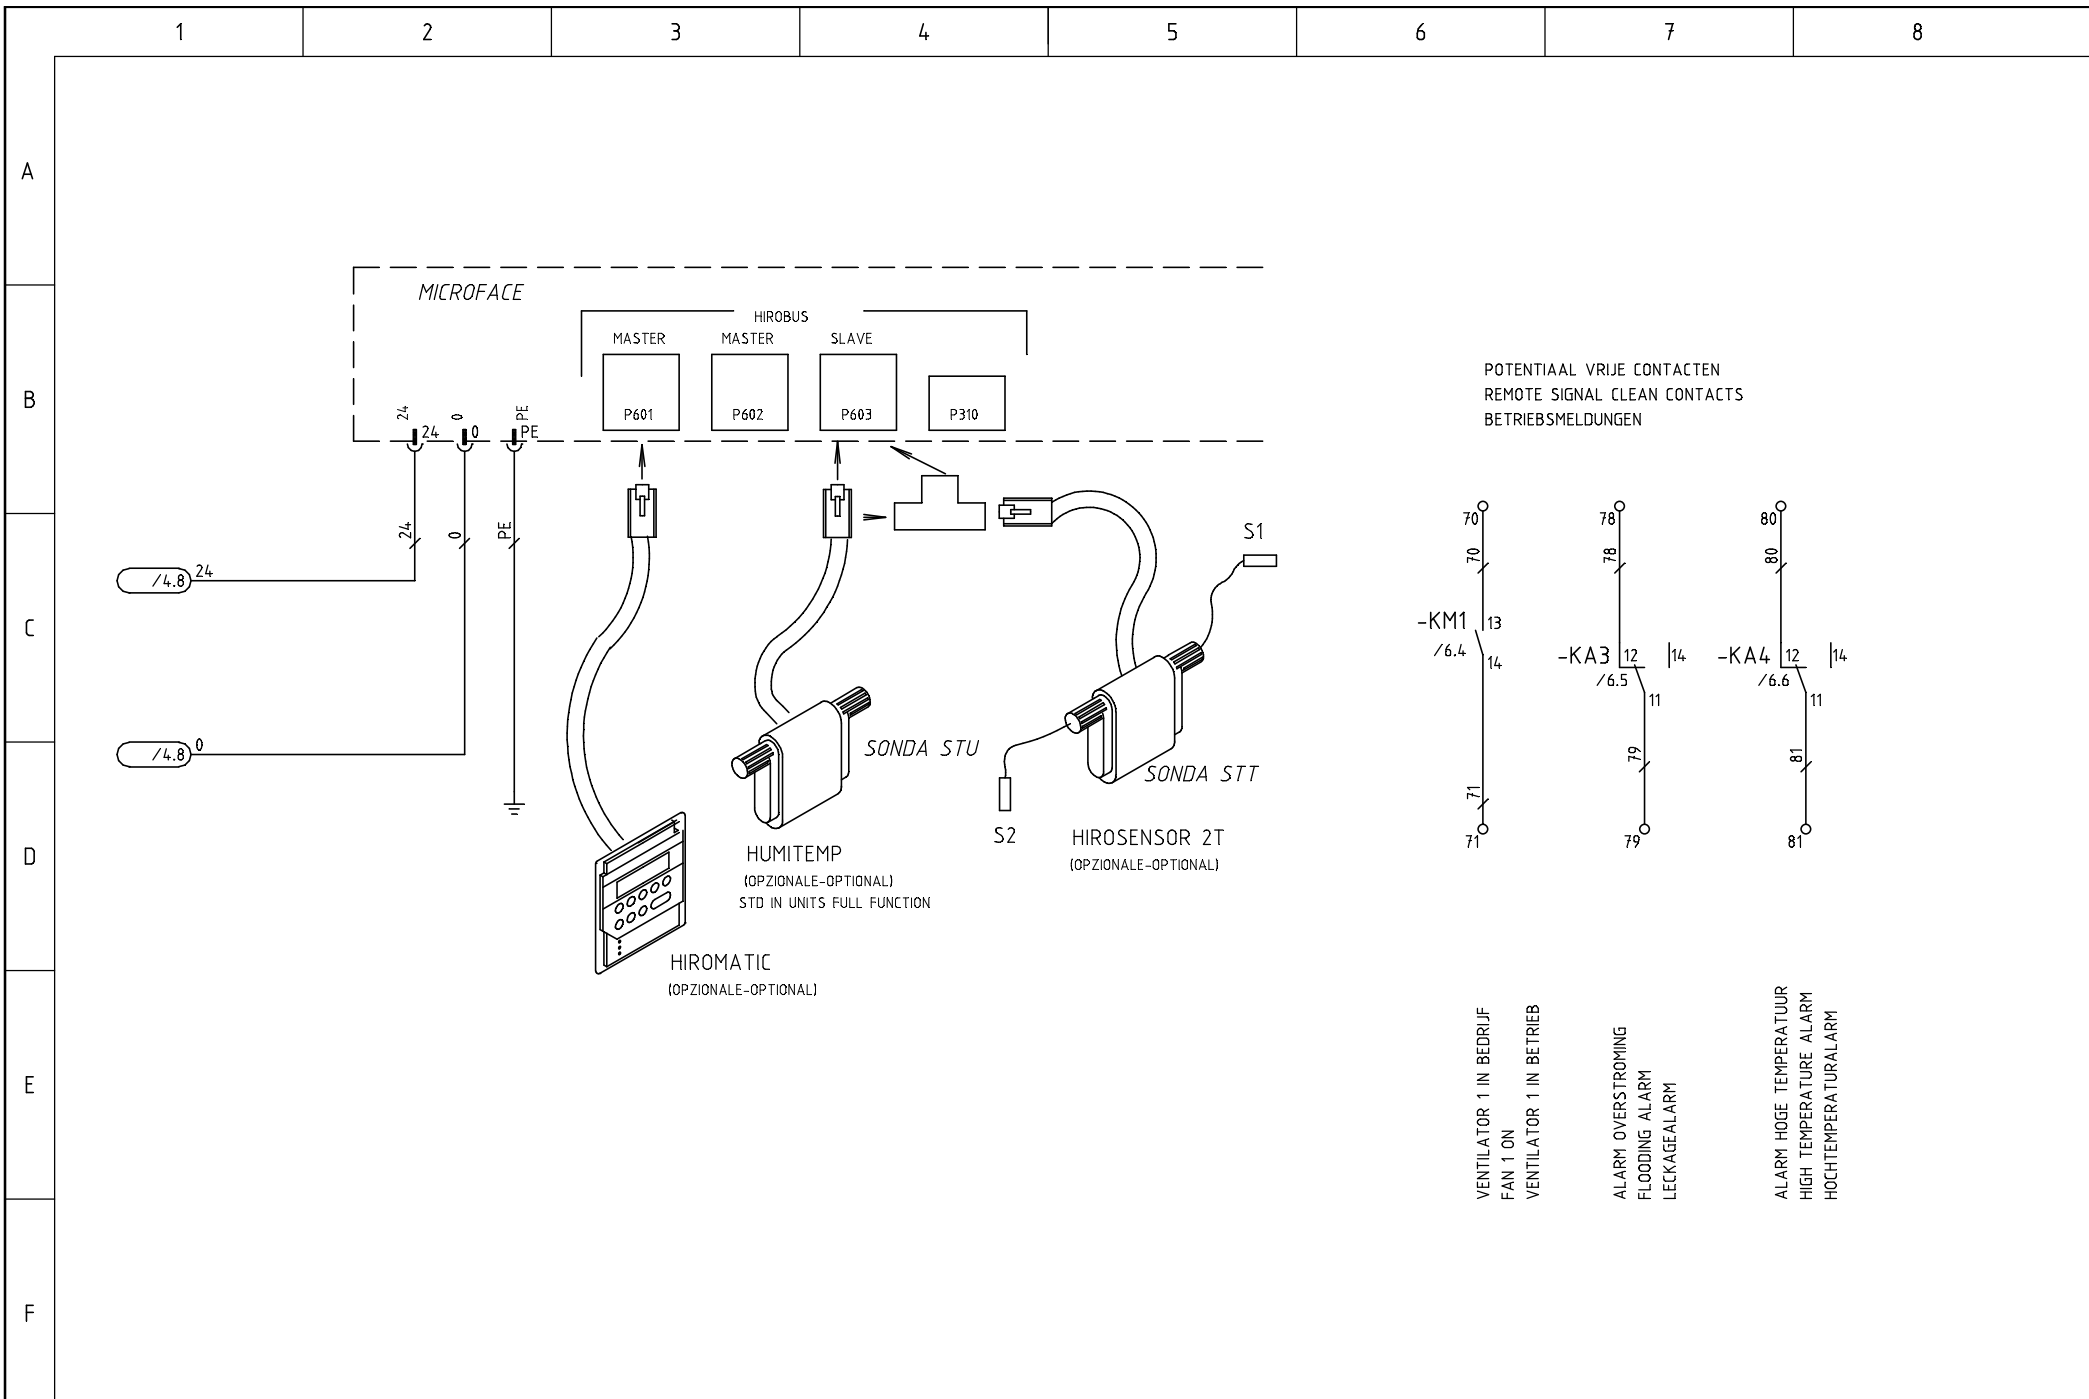 1 2 3 4 5 6 7 8
A
B
C
D
E
F
MICROFACE
HIROBUS
MASTER MASTER SLAVE
P601 P602 P603 P310
24 0 PE
24 0 PE
24 0 PE
/4.8 24
/4.8 0
S1
S2
SONDA STU
SONDA STT
HUMITEMP
(OPZIONALE-OPTIONAL)
STD IN UNITS FULL FUNCTION
HIROSENSOR 2T
(OPZIONALE-OPTIONAL)
HIROMATIC
(OPZIONALE-OPTIONAL)
POTENTIAAL VRIJE CONTACTEN
REMOTE SIGNAL CLEAN CONTACTS
BETRIEBSMELDUNGEN
70
70
-KM1 13
/6.4 14
71
71
78
78
-KA3 12 14
/6.5
11
79
79
80
80
-KA4 12 14
/6.6
11
81
81
VENTILATOR 1 IN BEDRIJF
FAN 1 ON
VENTILATOR 1 IN BETRIEB
ALARM OVERSTROMING
FLOODING ALARM
LECKAGEALARM
ALARM HOGE TEMPERATUUR
HIGH TEMPERATURE ALARM
HOCHTEMPERATURALARM